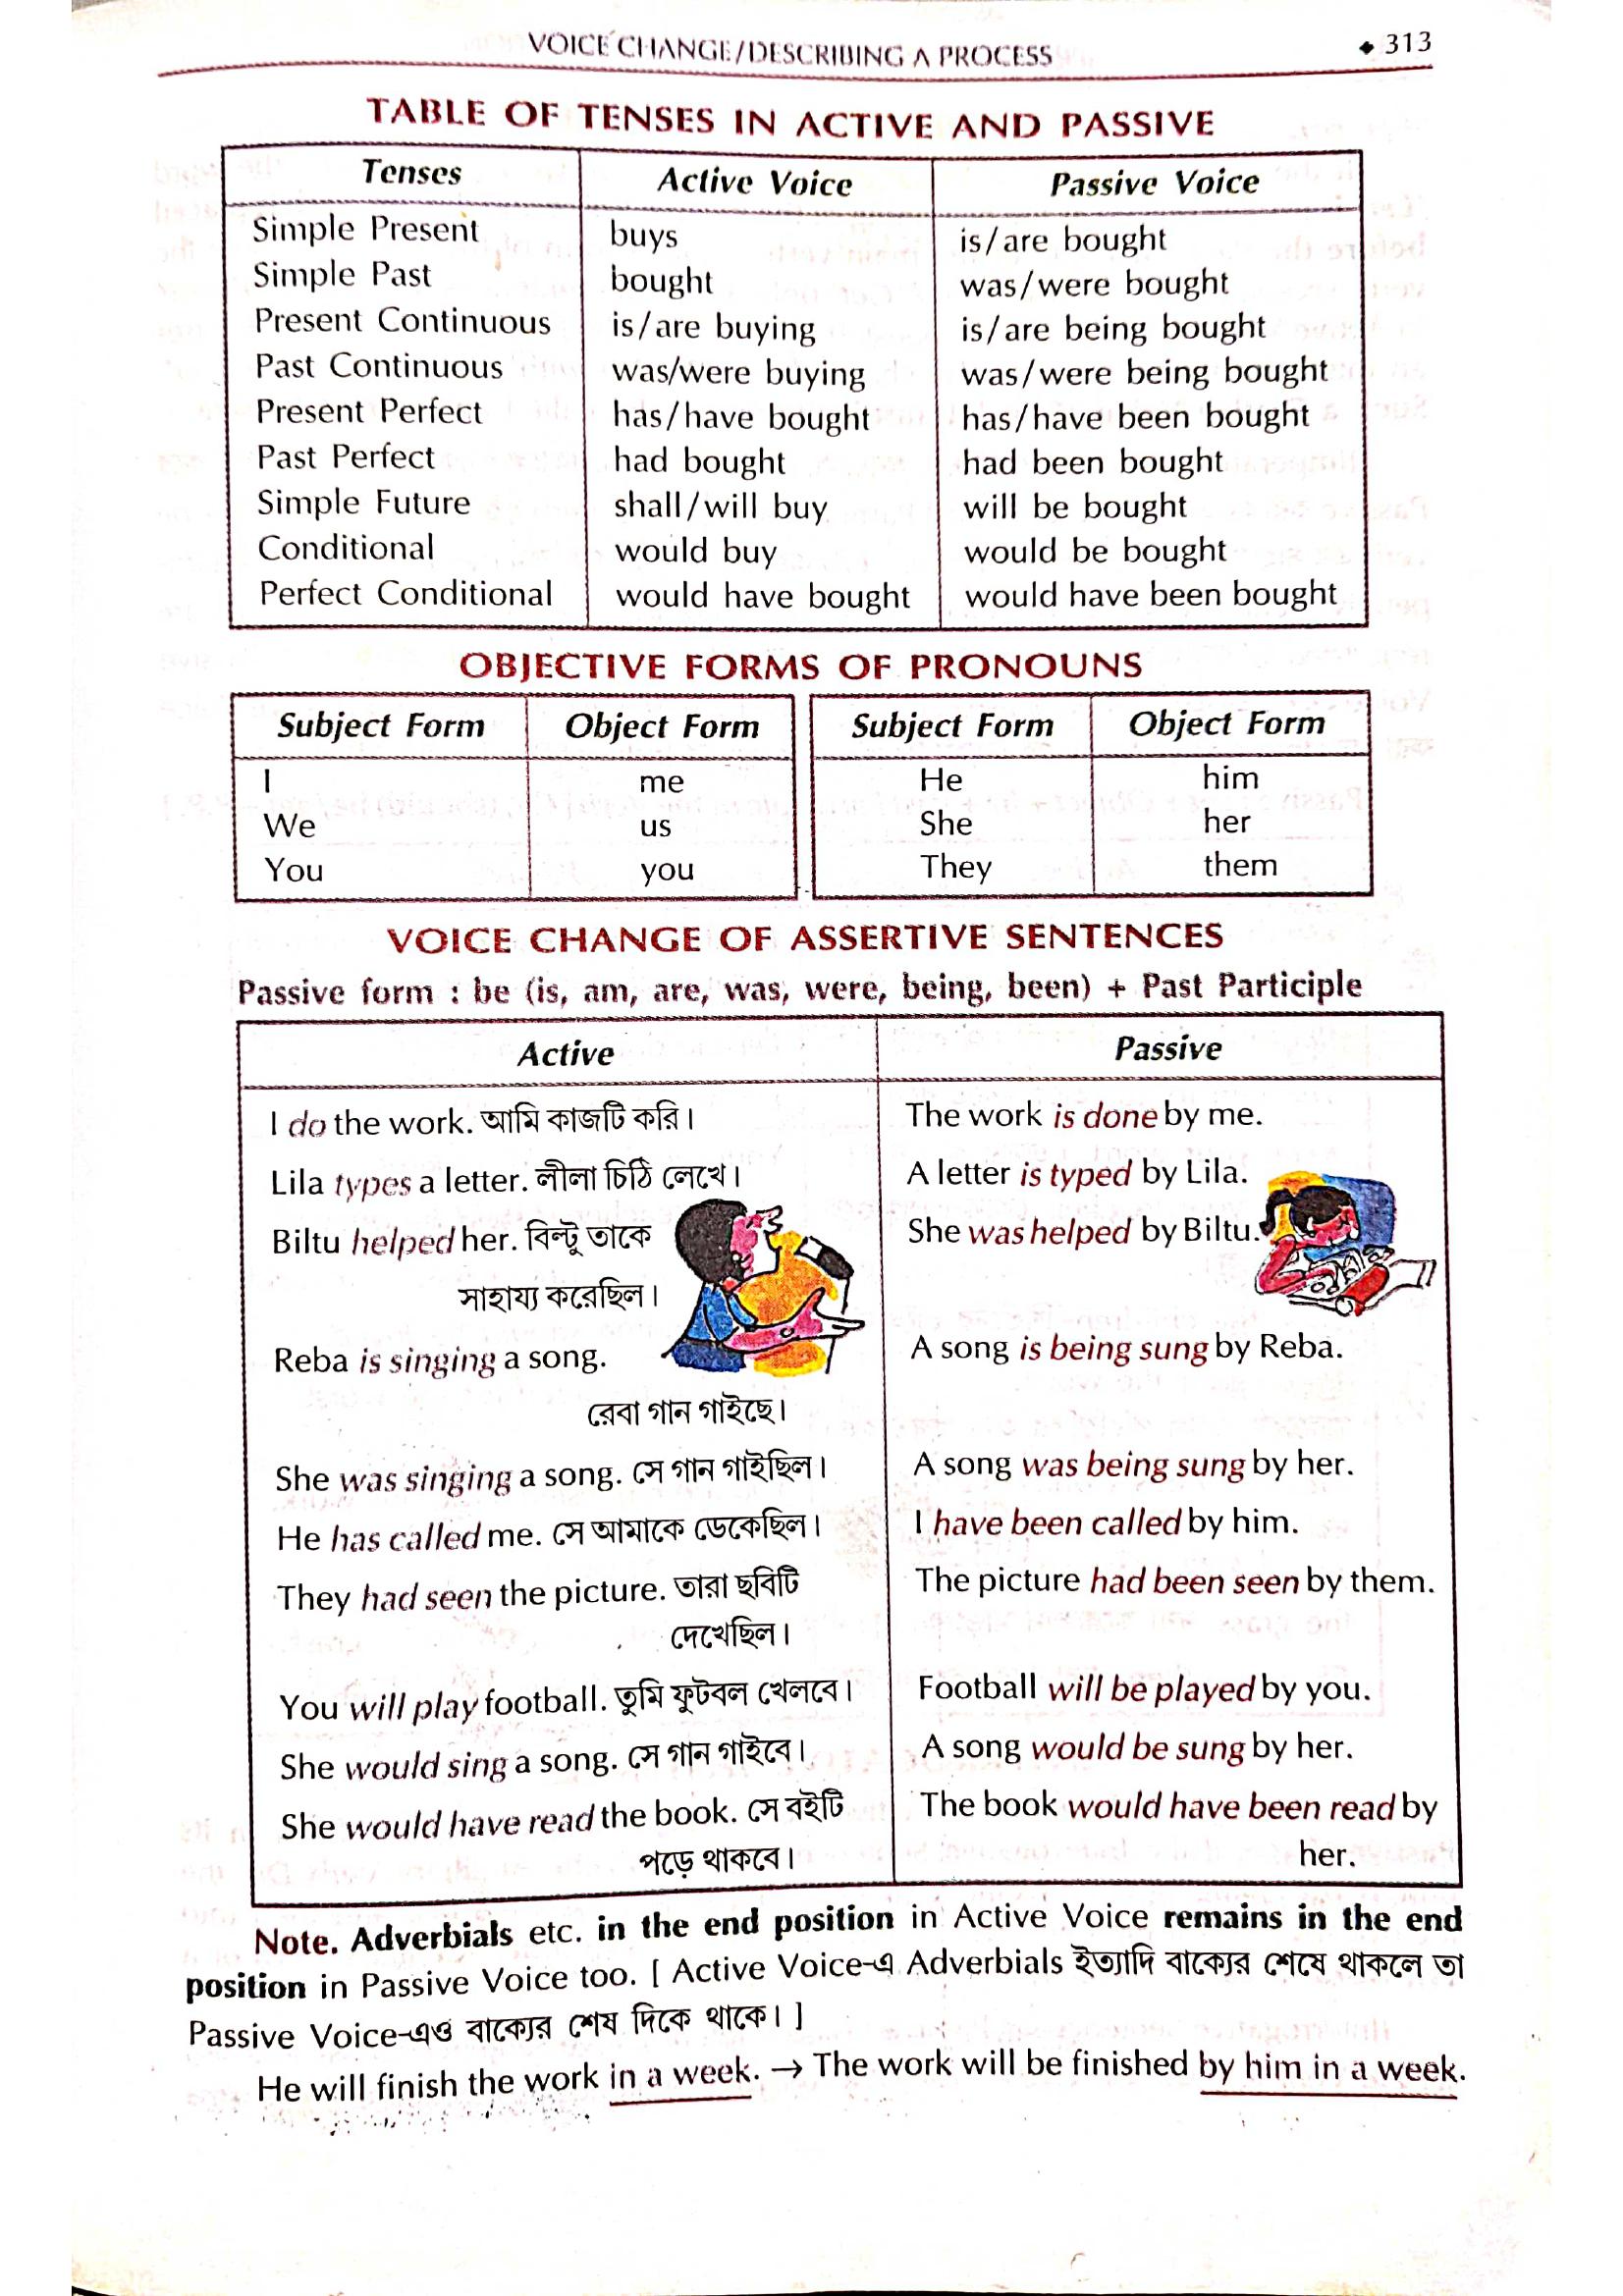 VOICE CHANGE/DESCRIBING A PROCESS ◆ 313
TABLE OF TENSES IN ACTIVE AND PASSIVE
Tenses Active Voice Passive Voice
Simple Present buys is/are bought
Simple Past bought was/were bought
Present Continuous is/are buying is/are being bought
Past Continuous was/were buying was/were being bought
Present Perfect has/have bought has/have been bought
Past Perfect had bought had been bought
Simple Future shall/will buy will be bought
Conditional would buy would be bought
Perfect Conditional would have bought would have been bought
OBJECTIVE FORMS OF PRONOUNS
Subject Form Object Form Subject Form Object Form
I me He him
We us She her
You you They them
VOICE CHANGE OF ASSERTIVE SENTENCES
Passive form : be (is, am, are, was, were, being, been) + Past Participle
Active Passive
I do the work. আমি কাজটি করি। The work is done by me.
Lila types a letter. লীলা চিঠি লেখে। A letter is typed by Lila.
Biltu helped her. বিল্টু তাকে She was helped by Biltu.
সাহায্য করেছিল।
Reba is singing a song. A song is being sung by Reba.
রেবা গান গাইছে।
She was singing a song. সে গান গাইছিল। A song was being sung by her.
He has called me. সে আমাকে ডেকেছিল। I have been called by him.
They had seen the picture. তারা ছবিটি The picture had been seen by them.
দেখেছিল।
You will play football. তুমি ফুটবল খেলবে। Football will be played by you.
She would sing a song. সে গান গাইবে। A song would be sung by her.
She would have read the book. সে বইটি The book would have been read by
পড়ে থাকবে। her.
Note. Adverbials etc. in the end position in Active Voice remains in the end
position in Passive Voice too. [ Active Voice-এ Adverbials ইত্যাদি বাক্যের শেষে থাকলে তা
Passive Voice-এও বাক্যের শেষ দিকে থাকে। ]
He will finish the work in a week. → The work will be finished by him in a week.